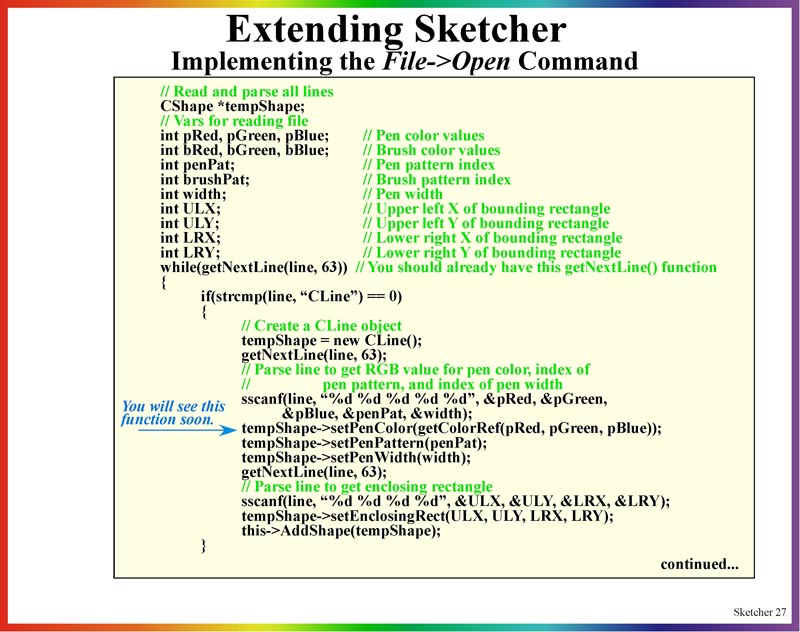 Extending Sketcher
Implementing the File->Open Command
// Read and parse all lines
CShape *tempShape;
// Vars for reading file
int pRed, pGreen, pBlue; // Pen color values
int bRed, bGreen, bBlue; // Brush color values
int penPat; // Pen pattern index
int brushPat; // Brush pattern index
int width; // Pen width
int ULX; // Upper left X of bounding rectangle
int ULY; // Upper left Y of bounding rectangle
int LRX; // Lower right X of bounding rectangle
int LRY; // Lower right Y of bounding rectangle
while(getNextLine(line, 63)) // You should already have this getNextLine() function
{
if(strcmp(line, “CLine”) == 0)
{
// Create a CLine object
tempShape = new CLine();
getNextLine(line, 63);
// Parse line to get RGB value for pen color, index of
// pen pattern, and index of pen width
sscanf(line, “%d %d %d %d %d”, &pRed, &pGreen,
&pBlue, &penPat, &width);
You will see this
function soon.
tempShape->setPenColor(getColorRef(pRed, pGreen, pBlue));
tempShape->setPenPattern(penPat);
tempShape->setPenWidth(width);
getNextLine(line, 63);
// Parse line to get enclosing rectangle
sscanf(line, “%d %d %d %d”, &ULX, &ULY, &LRX, &LRY);
tempShape->setEnclosingRect(ULX, ULY, LRX, LRY);
this->AddShape(tempShape);
}
continued...
Sketcher 27